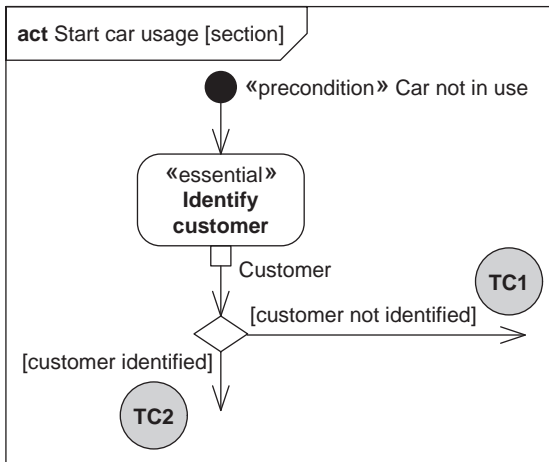 act Start car usage [section]
«precondition» Car not in use
«essential»
Identify
customer
Customer
TC1
[customer not identified]
[customer identified]
TC2